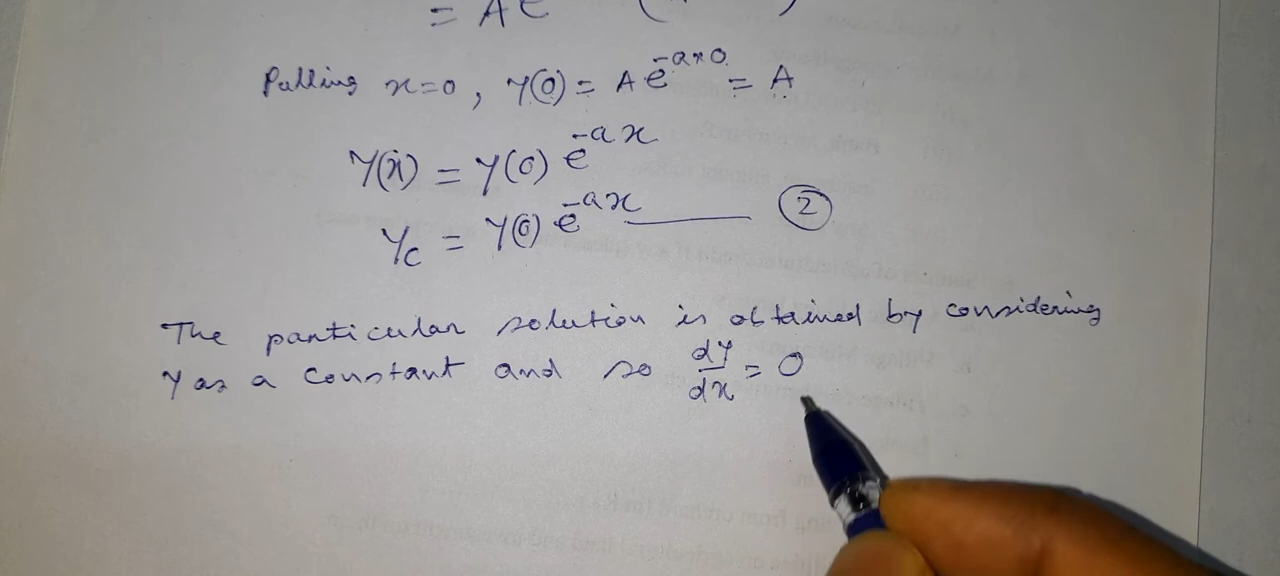 = A e
Putting x=0, Y(0) = A e^{-a×0} = A
Y(x) = Y(0) e^{-ax}
Y_c = Y(0) e^{-ax} ——— ②
The particular solution is obtained by considering
Y as a constant and so dY/dx = 0